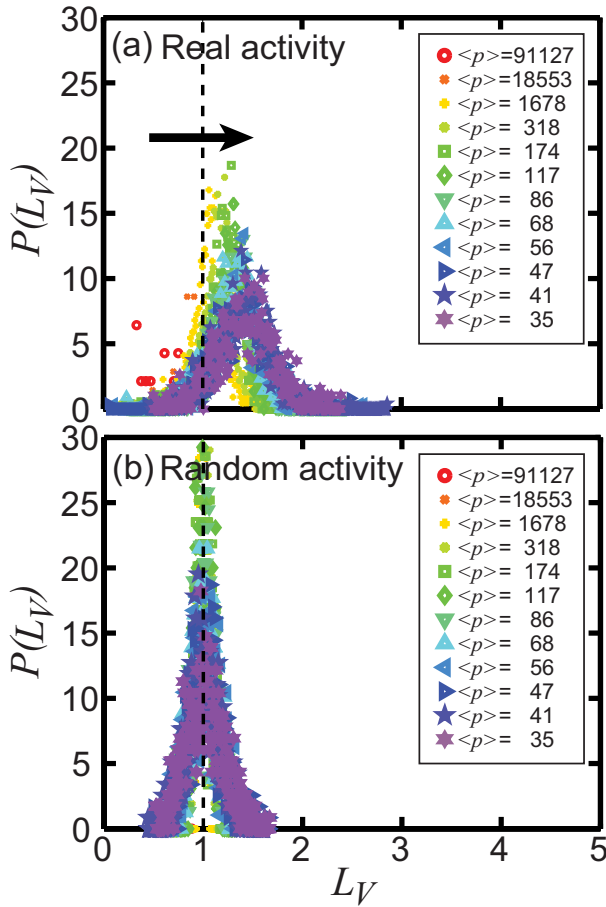 30
(a) Real activity
<p>=91127
<p>=18553
<p>= 1678
<p>= 318
<p>= 174
<p>= 117
<p>= 86
<p>= 68
<p>= 56
<p>= 47
<p>= 41
<p>= 35
25
20
15
10
5
0
P(L_V)
30
(b) Random activity
<p>=91127
<p>=18553
<p>= 1678
<p>= 318
<p>= 174
<p>= 117
<p>= 86
<p>= 68
<p>= 56
<p>= 47
<p>= 41
<p>= 35
25
20
15
10
5
0
P(L_V)
0 1 2 3 4 5
L_V